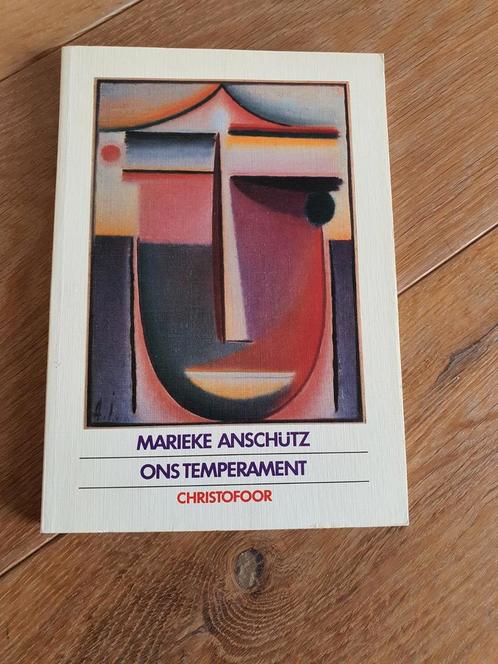 MARIEKE ANSCHÜTZ
ONS TEMPERAMENT
CHRISTOFOOR